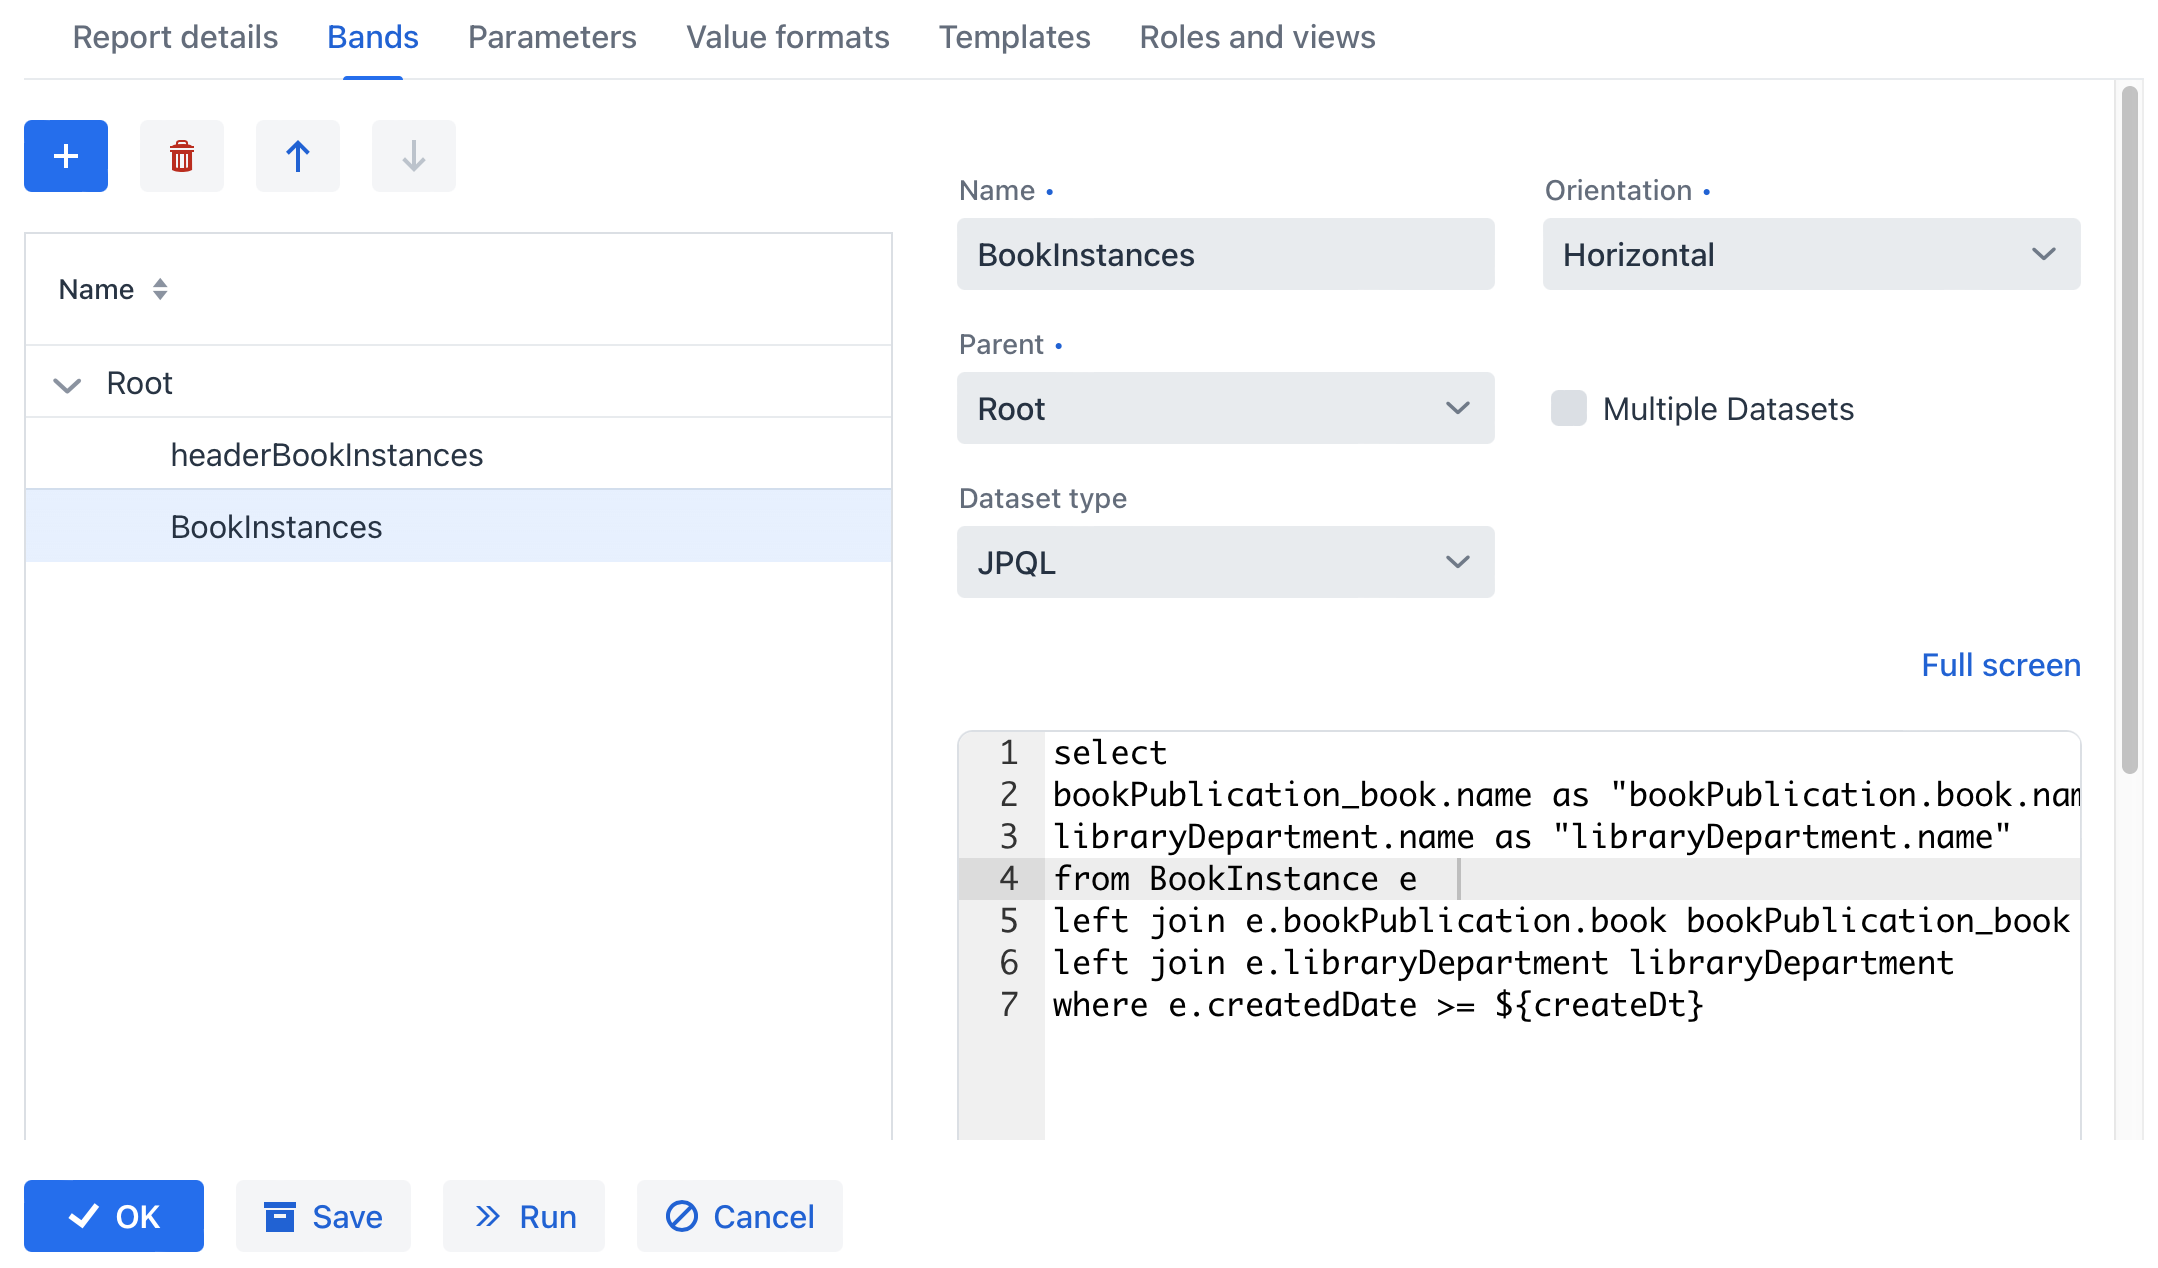 Report details Bands Parameters Value formats Templates Roles and views
Name
Root
headerBookInstances
BookInstances
Name •
BookInstances
Orientation •
Horizontal
Parent •
Root
Multiple Datasets
Dataset type
JPQL
Full screen
1 select
2 bookPublication_book.name as "bookPublication.book.nam
3 libraryDepartment.name as "libraryDepartment.name"
4 from BookInstance e
5 left join e.bookPublication.book bookPublication_book
6 left join e.libraryDepartment libraryDepartment
7 where e.createdDate >= ${createDt}
OK Save Run Cancel